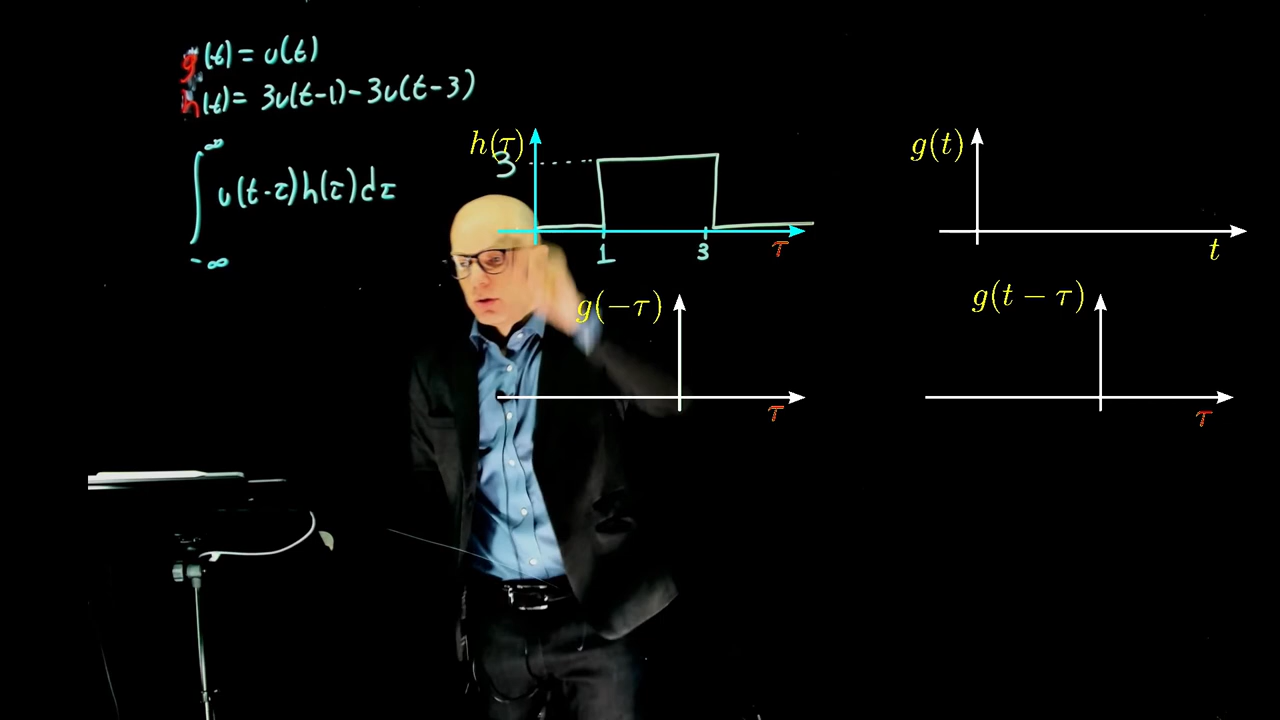 g(t) = u(t)
h(t) = 3u(t-1) - 3u(t-3)
∫_{-∞}^{∞} u(t-τ)h(τ)dτ
h(τ)
3
1
3
τ
g(t)
t
g(−τ)
τ
g(t − τ)
τ